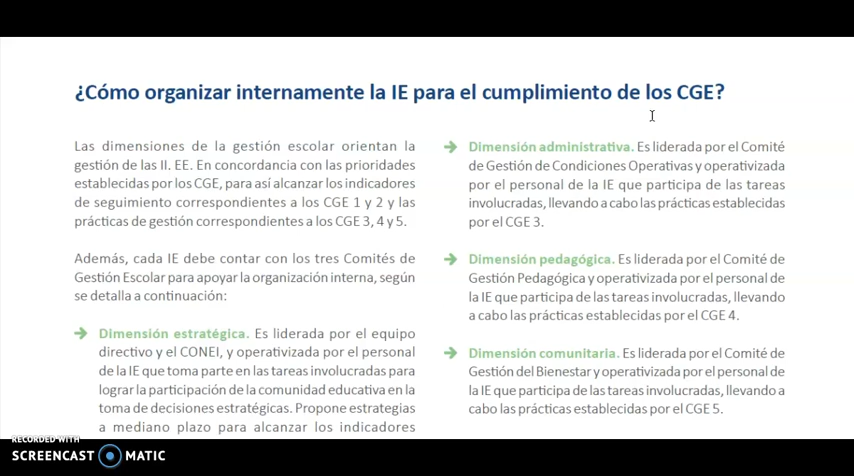 ¿Cómo organizar internamente la IE para el cumplimiento de los CGE?
Las dimensiones de la gestión escolar orientan la
gestión de las II. EE. En concordancia con las prioridades
establecidas por los CGE, para así alcanzar los indicadores
de seguimiento correspondientes a los CGE 1 y 2 y las
prácticas de gestión correspondientes a los CGE 3, 4 y 5.
Además, cada IE debe contar con los tres Comités de
Gestión Escolar para apoyar la organización interna, según
se detalla a continuación:
Dimensión estratégica. Es liderada por el equipo
directivo y el CONEI, y operativizada por el personal
de la IE que toma parte en las tareas involucradas para
lograr la participación de la comunidad educativa en la
toma de decisiones estratégicas. Propone estrategias
a mediano plazo para alcanzar los indicadores
Dimensión administrativa. Es liderada por el Comité
de Gestión de Condiciones Operativas y operativizada
por el personal de la IE que participa de las tareas
involucradas, llevando a cabo las prácticas establecidas
por el CGE 3.
Dimensión pedagógica. Es liderada por el Comité de
Gestión Pedagógica y operativizada por el personal de
la IE que participa de las tareas involucradas, llevando
a cabo las prácticas establecidas por el CGE 4.
Dimensión comunitaria. Es liderada por el Comité de
Gestión del Bienestar y operativizada por el personal de
la IE que participa de las tareas involucradas, llevando a
cabo las prácticas establecidas por el CGE 5.
RECORDED WITH
SCREENCAST MATIC